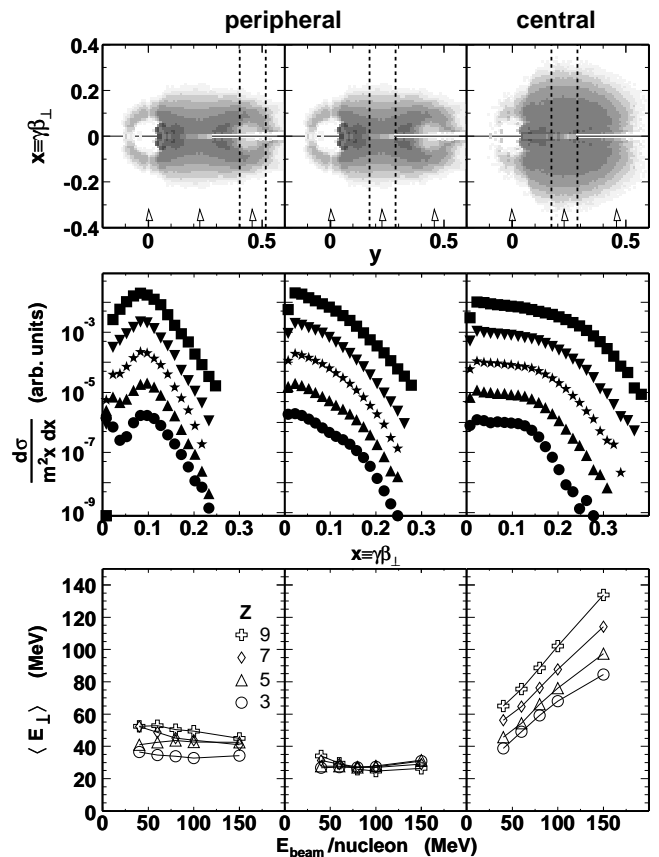 peripheral central
x≡γβ⊥
0.4
0.2
0
-0.2
-0.4
0 0.5 0 0.5 0 0.5
y
dσ/m²x dx (arb. units)
10⁻³
10⁻⁵
10⁻⁷
10⁻⁹
0 0.1 0.2 0.3 0 0.1 0.2 0.3 0 0.1 0.2 0.3
x≡γβ⊥
⟨ E⊥ ⟩ (MeV)
140
120
100
80
60
40
20
0
Z
9
7
5
3
50 100 150 50 100 150 50 100 150
E_beam/nucleon (MeV)